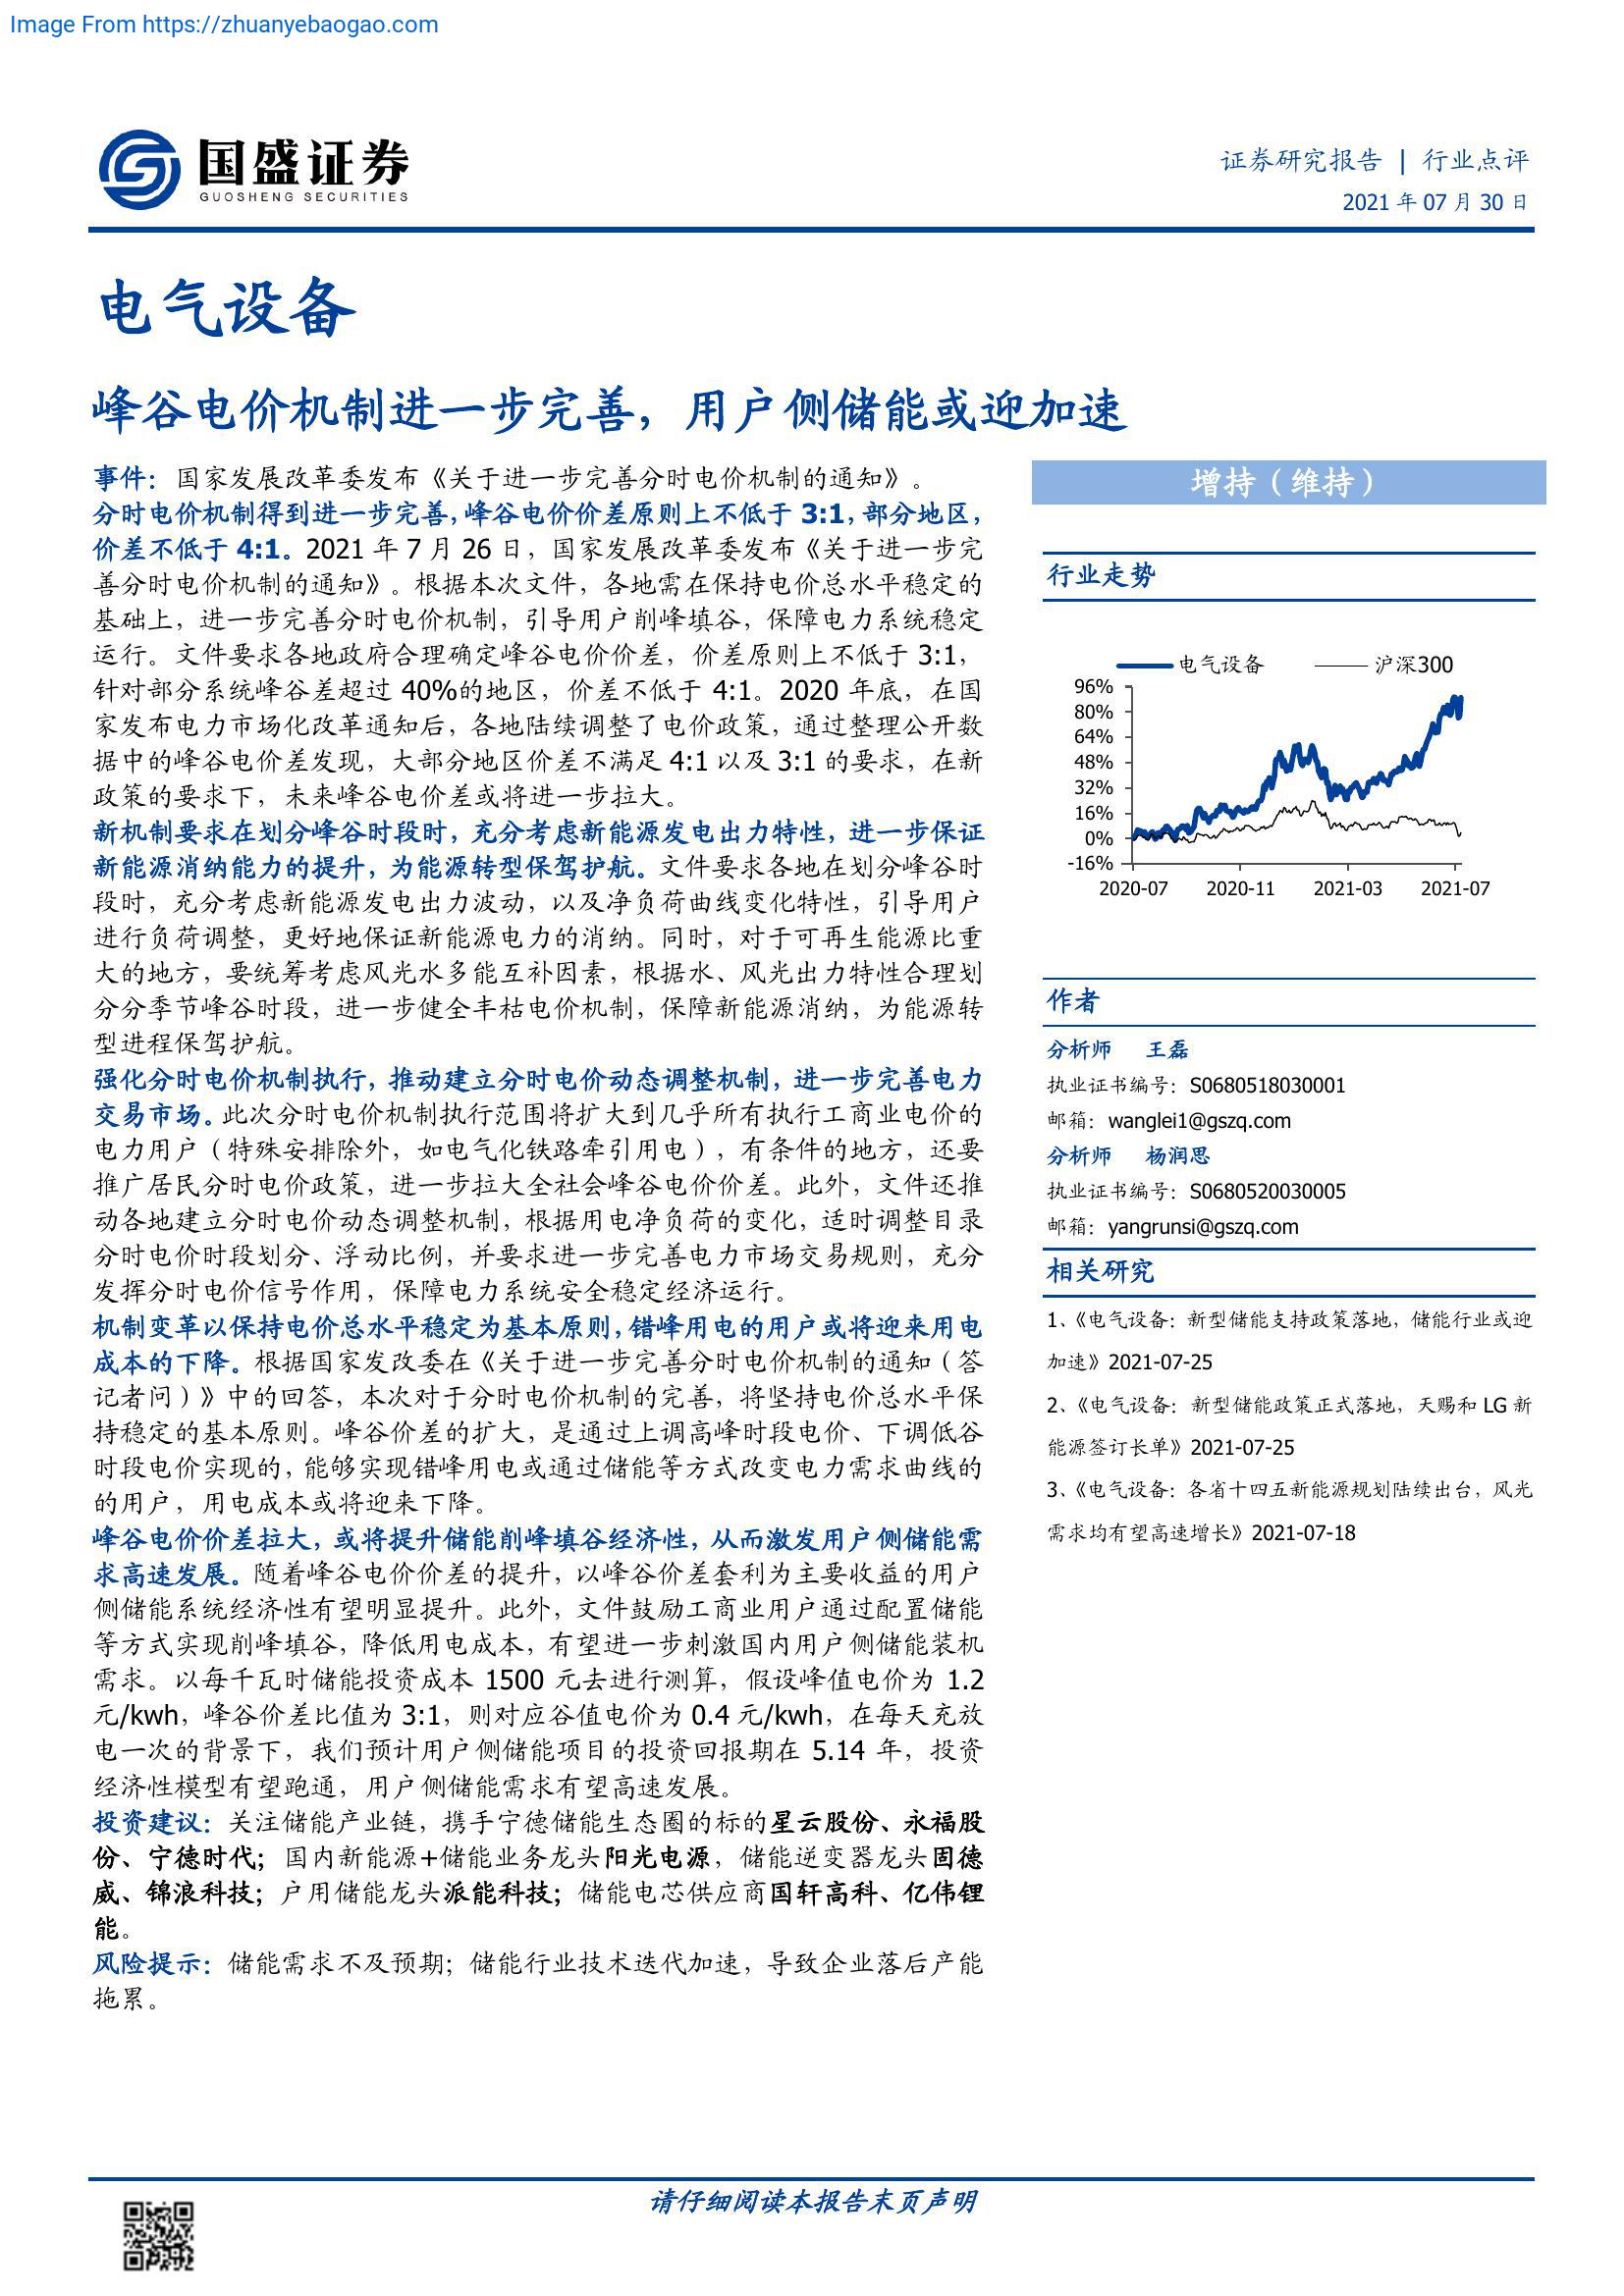 Image From https://zhuanyebaogao.com
国盛证券
GUOSHENG SECURITIES
证券研究报告 | 行业点评
2021 年 07 月 30 日
电气设备
峰谷电价机制进一步完善，用户侧储能或迎加速
事件：国家发展改革委发布《关于进一步完善分时电价机制的通知》。
分时电价机制得到进一步完善，峰谷电价价差原则上不低于 3:1，部分地区，
价差不低于 4:1。2021 年 7 月 26 日，国家发展改革委发布《关于进一步完
善分时电价机制的通知》。根据本次文件，各地需在保持电价总水平稳定的
基础上，进一步完善分时电价机制，引导用户削峰填谷，保障电力系统稳定
运行。文件要求各地政府合理确定峰谷电价价差，价差原则上不低于 3:1，
针对部分系统峰谷差超过 40%的地区，价差不低于 4:1。2020 年底，在国
家发布电力市场化改革通知后，各地陆续调整了电价政策，通过整理公开数
据中的峰谷电价差发现，大部分地区价差不满足 4:1 以及 3:1 的要求，在新
政策的要求下，未来峰谷电价差或将进一步拉大。
新机制要求在划分峰谷时段时，充分考虑新能源发电出力特性，进一步保证
新能源消纳能力的提升，为能源转型保驾护航。文件要求各地在划分峰谷时
段时，充分考虑新能源发电出力波动，以及净负荷曲线变化特性，引导用户
进行负荷调整，更好地保证新能源电力的消纳。同时，对于可再生能源比重
大的地方，要统筹考虑风光水多能互补因素，根据水、风光出力特性合理划
分分季节峰谷时段，进一步健全丰枯电价机制，保障新能源消纳，为能源转
型进程保驾护航。
强化分时电价机制执行，推动建立分时电价动态调整机制，进一步完善电力
交易市场。此次分时电价机制执行范围将扩大到几乎所有执行工商业电价的
电力用户（特殊安排除外，如电气化铁路牵引用电），有条件的地方，还要
推广居民分时电价政策，进一步拉大全社会峰谷电价价差。此外，文件还推
动各地建立分时电价动态调整机制，根据用电净负荷的变化，适时调整目录
分时电价时段划分、浮动比例，并要求进一步完善电力市场交易规则，充分
发挥分时电价信号作用，保障电力系统安全稳定经济运行。
机制变革以保持电价总水平稳定为基本原则，错峰用电的用户或将迎来用电
成本的下降。根据国家发改委在《关于进一步完善分时电价机制的通知（答
记者问）》中的回答，本次对于分时电价机制的完善，将坚持电价总水平保
持稳定的基本原则。峰谷价差的扩大，是通过上调高峰时段电价、下调低谷
时段电价实现的，能够实现错峰用电或通过储能等方式改变电力需求曲线的
的用户，用电成本或将迎来下降。
峰谷电价价差拉大，或将提升储能削峰填谷经济性，从而激发用户侧储能需
求高速发展。随着峰谷电价价差的提升，以峰谷价差套利为主要收益的用户
侧储能系统经济性有望明显提升。此外，文件鼓励工商业用户通过配置储能
等方式实现削峰填谷，降低用电成本，有望进一步刺激国内用户侧储能装机
需求。以每千瓦时储能投资成本 1500 元去进行测算，假设峰值电价为 1.2
元/kwh，峰谷价差比值为 3:1，则对应谷值电价为 0.4 元/kwh，在每天充放
电一次的背景下，我们预计用户侧储能项目的投资回报期在 5.14 年，投资
经济性模型有望跑通，用户侧储能需求有望高速发展。
投资建议：关注储能产业链，携手宁德储能生态圈的标的星云股份、永福股
份、宁德时代；国内新能源+储能业务龙头阳光电源，储能逆变器龙头固德
威、锦浪科技；户用储能龙头派能科技；储能电芯供应商国轩高科、亿伟锂
能。
风险提示：储能需求不及预期；储能行业技术迭代加速，导致企业落后产能
拖累。
增持（维持）
行业走势
电气设备 沪深300
96%
80%
64%
48%
32%
16%
0%
-16%
2020-07 2020-11 2021-03 2021-07
作者
分析师 王磊
执业证书编号：S0680518030001
邮箱：wanglei1@gszq.com
分析师 杨润思
执业证书编号：S0680520030005
邮箱：yangrunsi@gszq.com
相关研究
1、《电气设备：新型储能支持政策落地，储能行业或迎
加速》2021-07-25
2、《电气设备：新型储能政策正式落地，天赐和 LG 新
能源签订长单》2021-07-25
3、《电气设备：各省十四五新能源规划陆续出台，风光
需求均有望高速增长》2021-07-18
请仔细阅读本报告末页声明